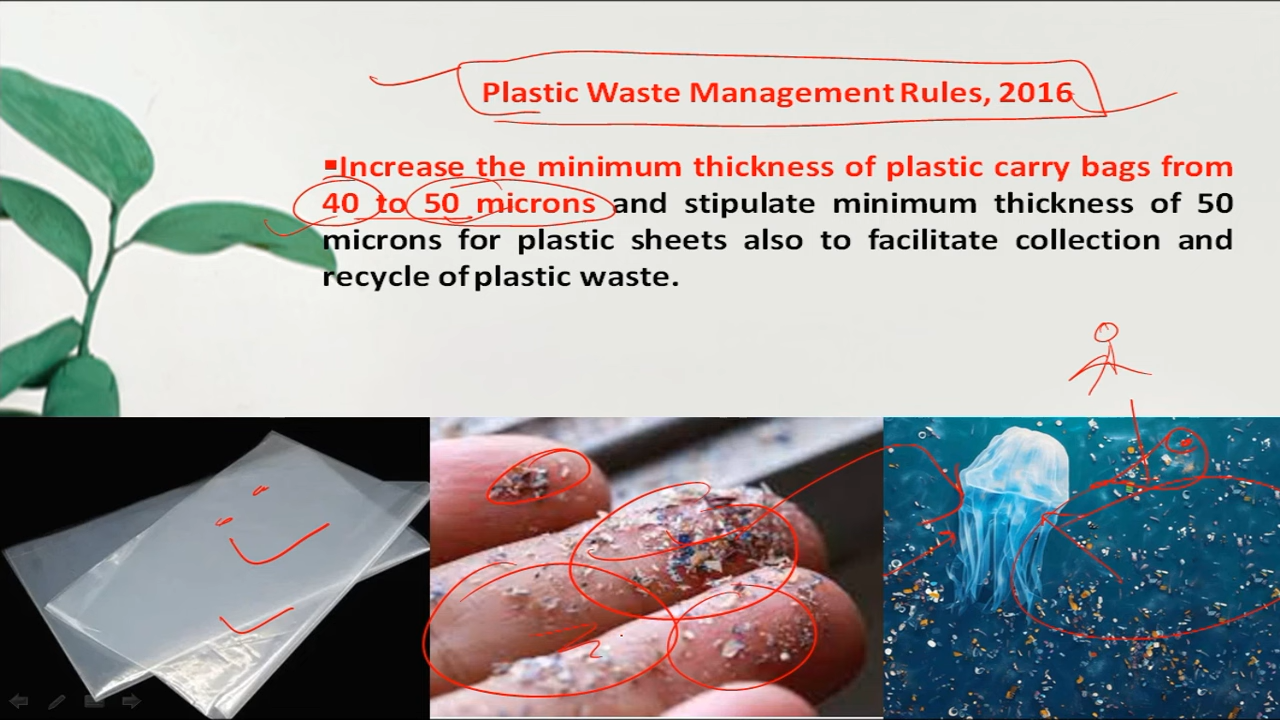 Plastic Waste Management Rules, 2016
▪Increase the minimum thickness of plastic carry bags from
40 to 50 microns and stipulate minimum thickness of 50
microns for plastic sheets also to facilitate collection and
recycle of plastic waste.